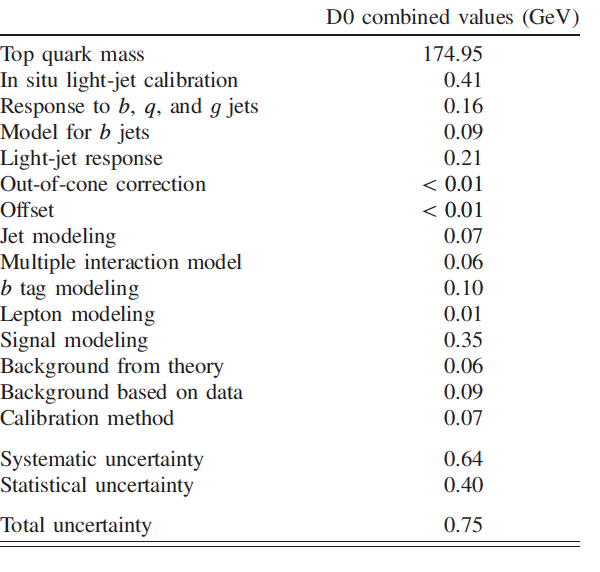 D0 combined values (GeV)
Top quark mass 174.95
In situ light-jet calibration 0.41
Response to b, q, and g jets 0.16
Model for b jets 0.09
Light-jet response 0.21
Out-of-cone correction < 0.01
Offset < 0.01
Jet modeling 0.07
Multiple interaction model 0.06
b tag modeling 0.10
Lepton modeling 0.01
Signal modeling 0.35
Background from theory 0.06
Background based on data 0.09
Calibration method 0.07
Systematic uncertainty 0.64
Statistical uncertainty 0.40
Total uncertainty 0.75